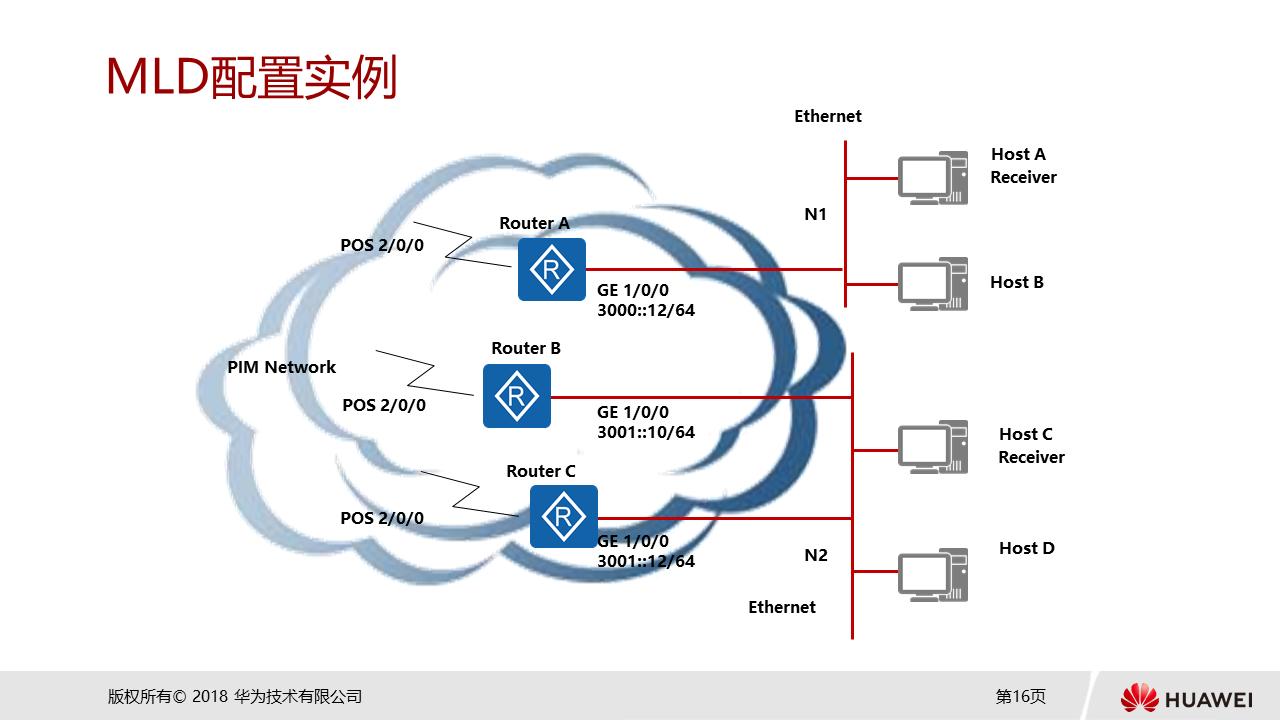 MLD配置实例
Ethernet
Host A
Receiver
N1
Router A
POS 2/0/0
R
GE 1/0/0
3000::12/64
Host B
Router B
PIM Network
POS 2/0/0
R
GE 1/0/0
3001::10/64
Host C
Receiver
Router C
POS 2/0/0
R
GE 1/0/0
3001::12/64
N2
Host D
Ethernet
版权所有© 2018 华为技术有限公司
第16页
HUAWEI